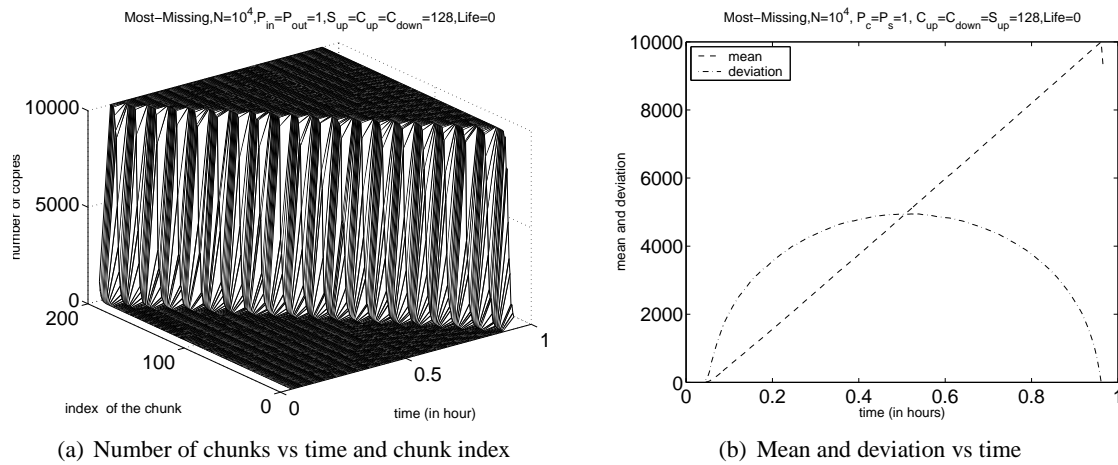 Most−Missing,N=10^4,P_in=P_out=1,S_up=C_up=C_down=128,Life=0
10000
5000
0
200
100
0
0
0.5
1
number of copies
index of the chunk
time (in hour)
(a) Number of chunks vs time and chunk index
Most−Missing,N=10^4, P_c=P_s=1, C_up=C_down=S_up=128,Life=0
10000
8000
6000
4000
2000
0
0
0.2
0.4
0.6
0.8
1
mean
deviation
mean and deviation
time (in hours)
(b) Mean and deviation vs time